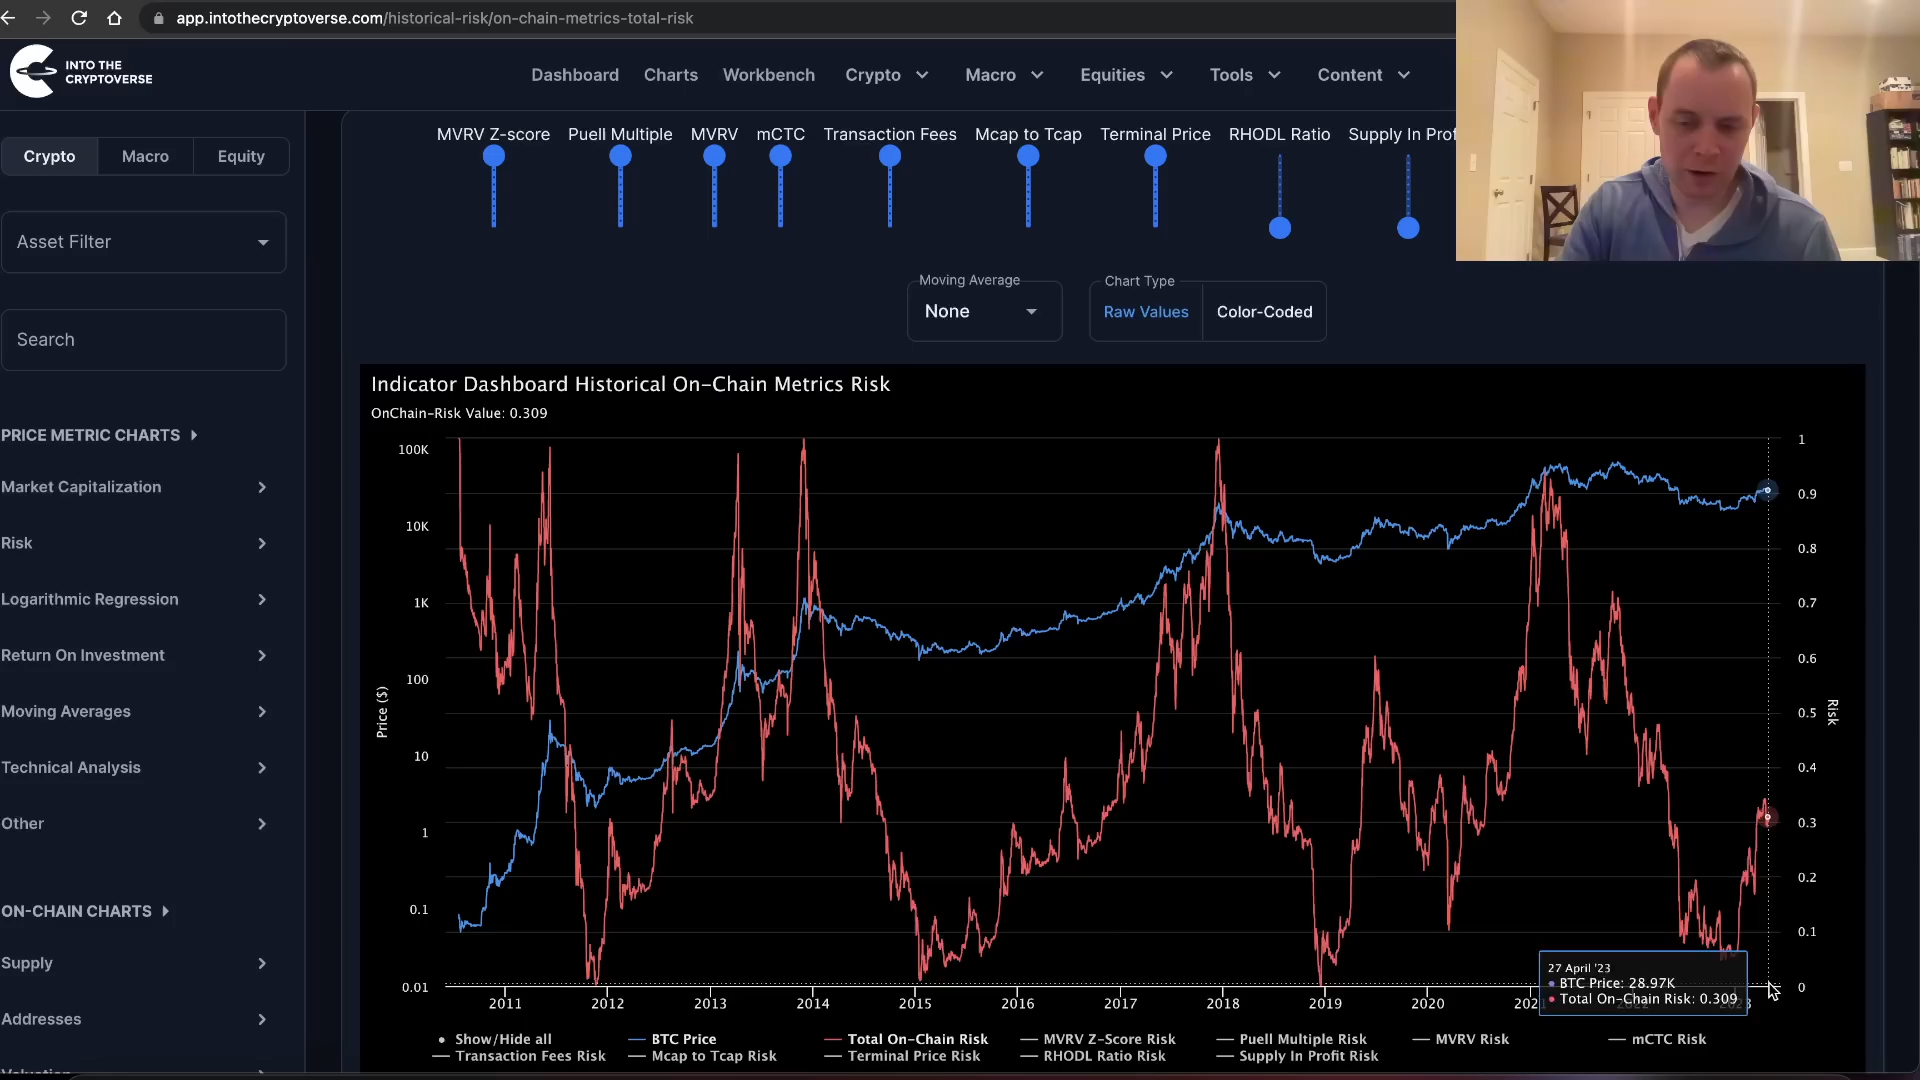 app.intothecryptoverse.com/historical-risk/on-chain-metrics-total-risk
INTO THE
CRYPTOVERSE
Dashboard Charts Workbench Crypto Macro Equities Tools Content
Crypto Macro Equity
Asset Filter
Search
PRICE METRIC CHARTS
Market Capitalization
Risk
Logarithmic Regression
Return On Investment
Moving Averages
Technical Analysis
Other
ON-CHAIN CHARTS
Supply
Addresses
MVRV Z-score Puell Multiple MVRV mCTC Transaction Fees Mcap to Tcap Terminal Price RHODL Ratio Supply In Prof
Moving Average
None
Chart Type
Raw Values Color-Coded
Indicator Dashboard Historical On-Chain Metrics Risk
OnChain-Risk Value: 0.309
100K
10K
1K
100
10
1
0.1
0.01
Price ($)
1
0.9
0.8
0.7
0.6
0.5
0.4
0.3
0.2
0.1
0
Risk
27 April '23
BTC Price: 28.97K
Total On-Chain Risk: 0.309
2011 2012 2013 2014 2015 2016 2017 2018 2019 2020
Show/Hide all BTC Price Total On-Chain Risk MVRV Z-Score Risk Puell Multiple Risk MVRV Risk mCTC Risk
Transaction Fees Risk Mcap to Tcap Risk Terminal Price Risk RHODL Ratio Risk Supply In Profit Risk